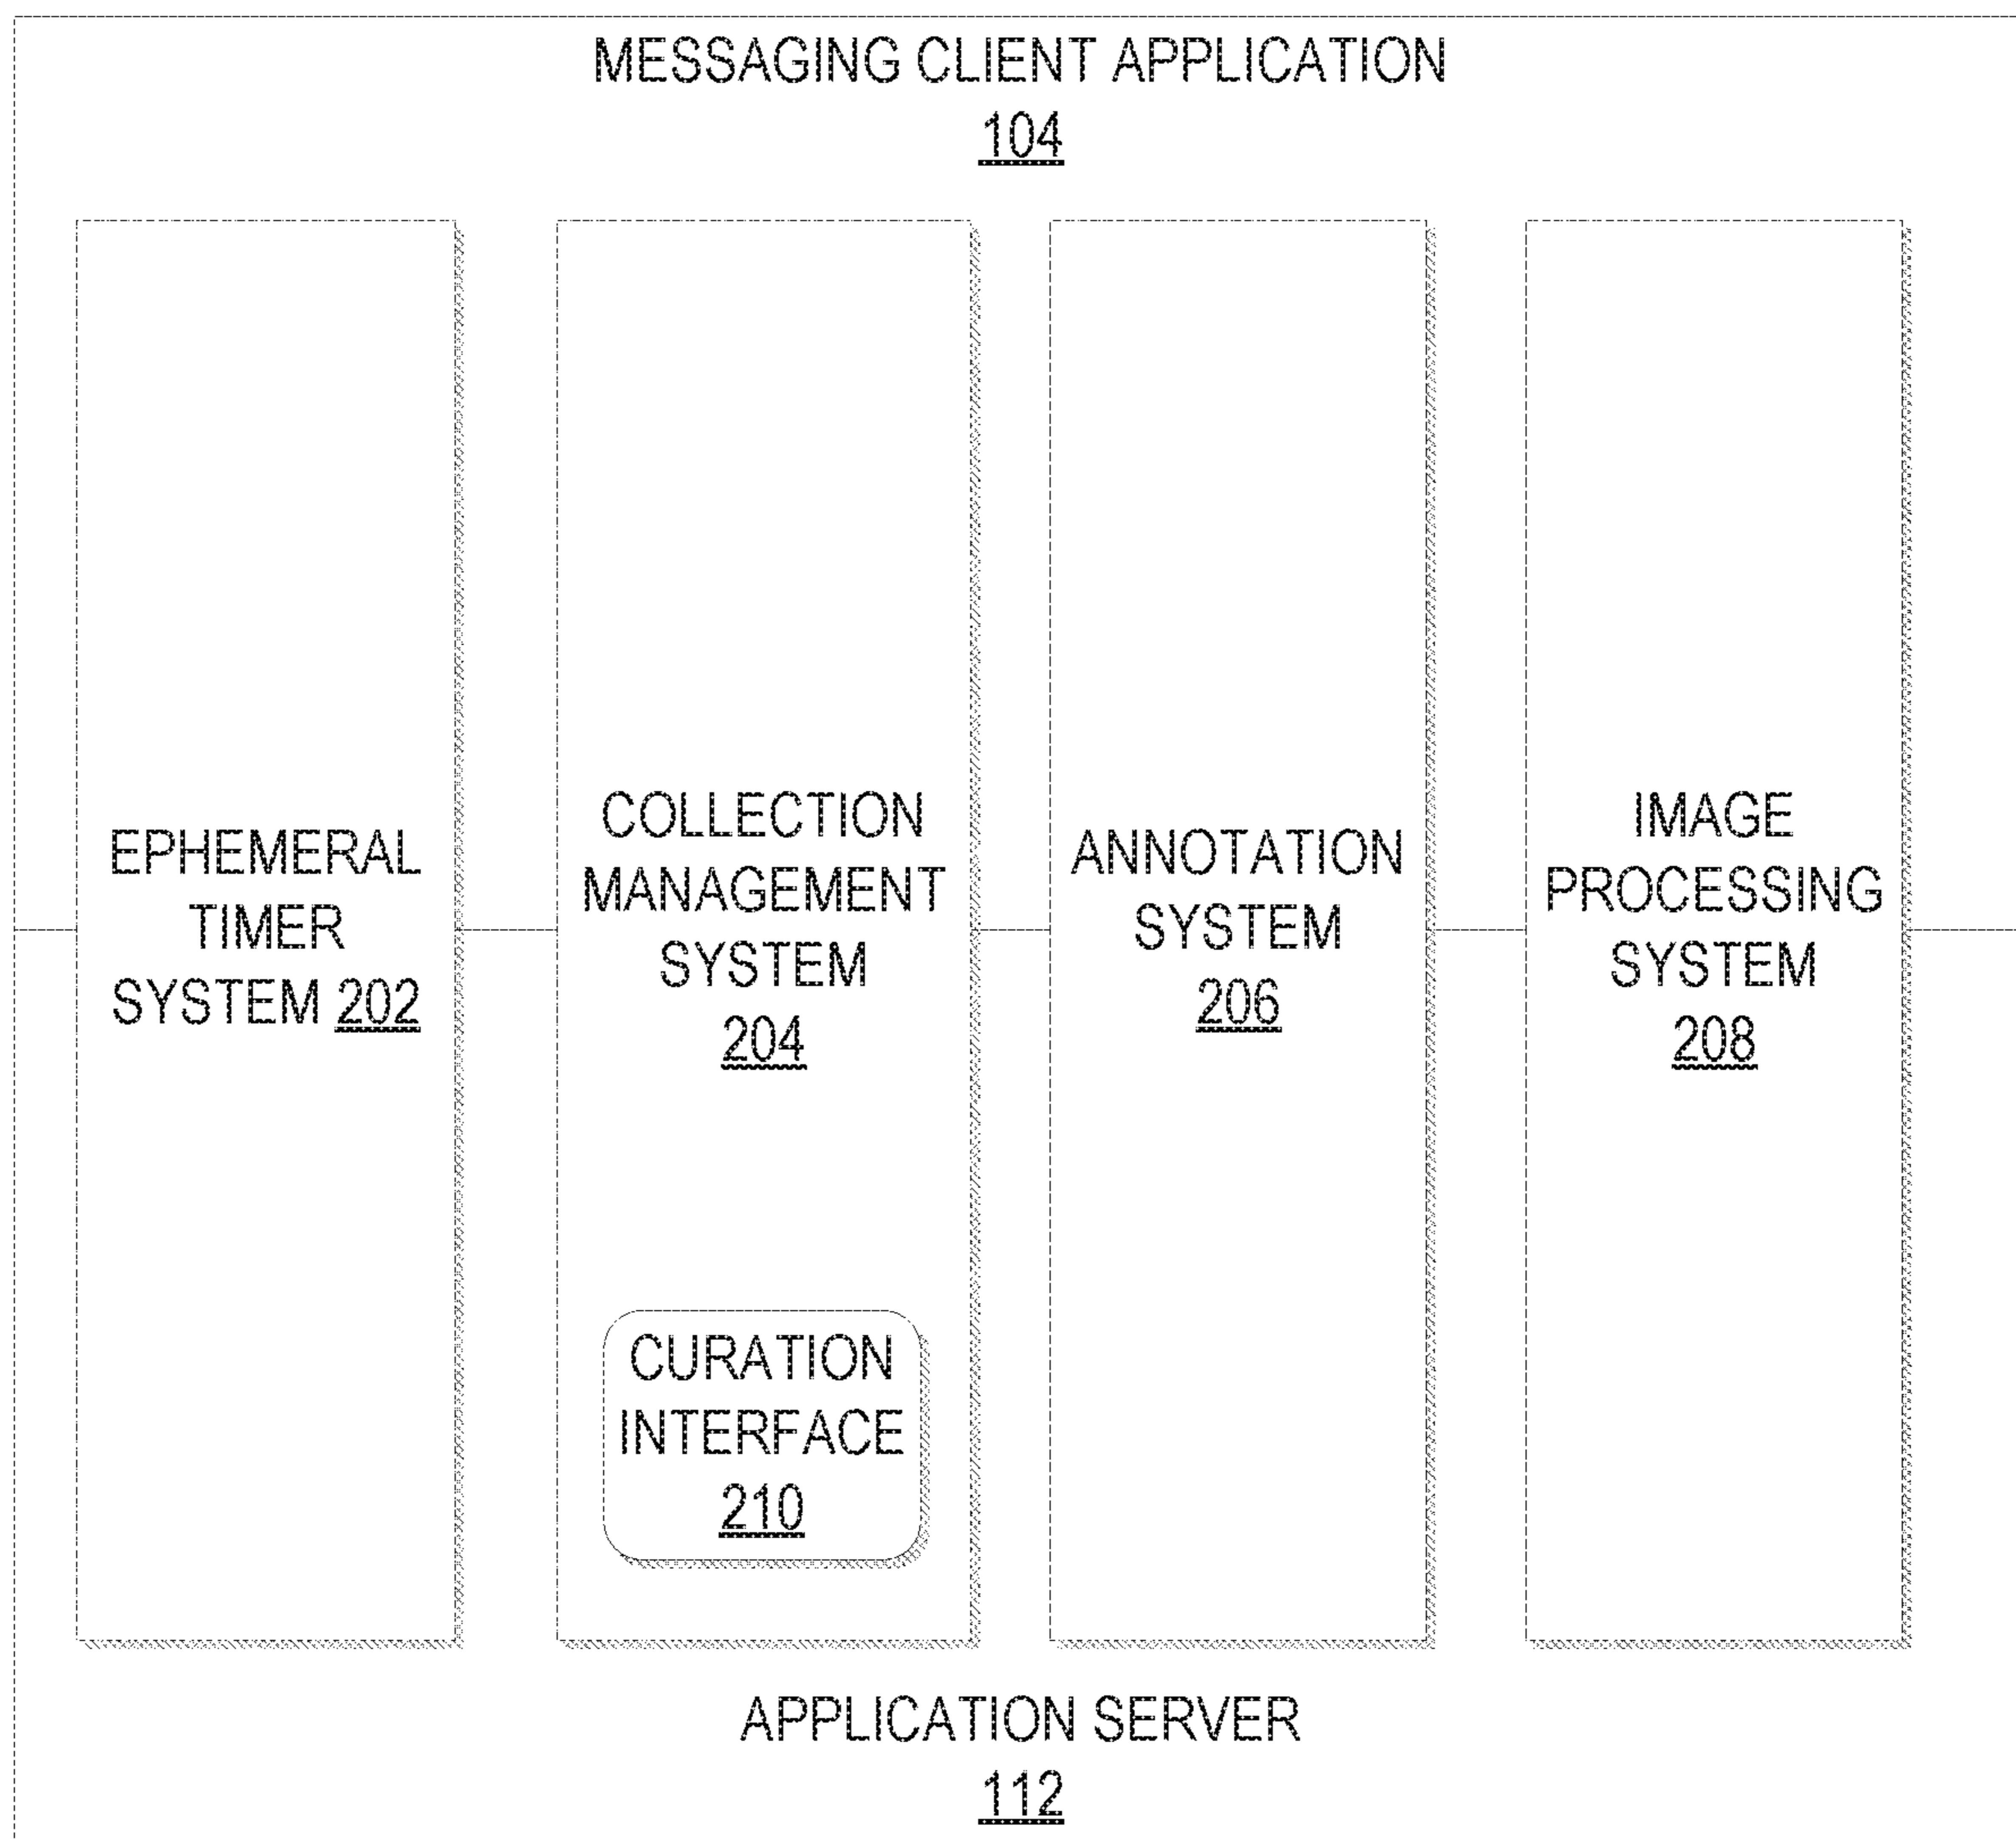 MESSAGING CLIENT APPLICATION
104
EPHEMERAL
TIMER
SYSTEM 202
COLLECTION
MANAGEMENT
SYSTEM
204
CURATION
INTERFACE
210
ANNOTATION
SYSTEM
206
IMAGE
PROCESSING
SYSTEM
208
APPLICATION SERVER
112